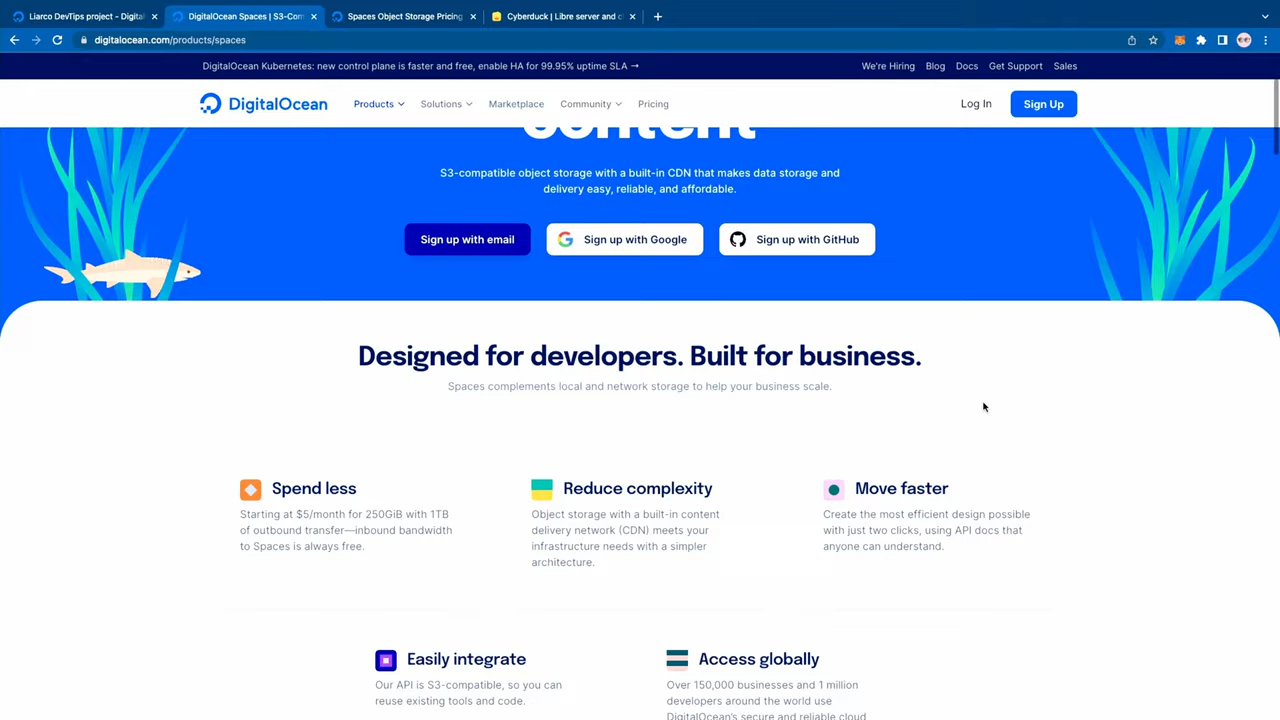 Liarco DevTips project - Digital
DigitalOcean Spaces | S3-Com
Spaces Object Storage Pricing
Cyberduck | Libre server and c
digitalocean.com/products/spaces
DigitalOcean Kubernetes: new control plane is faster and free, enable HA for 99.95% uptime SLA →
We're Hiring
Blog
Docs
Get Support
Sales
DigitalOcean
Products
Solutions
Marketplace
Community
Pricing
Log In
Sign Up
content
S3-compatible object storage with a built-in CDN that makes data storage and
delivery easy, reliable, and affordable.
Sign up with email
Sign up with Google
Sign up with GitHub
Designed for developers. Built for business.
Spaces complements local and network storage to help your business scale.
Spend less
Starting at $5/month for 250GiB with 1TB
of outbound transfer—inbound bandwidth
to Spaces is always free.
Reduce complexity
Object storage with a built-in content
delivery network (CDN) meets your
infrastructure needs with a simpler
architecture.
Move faster
Create the most efficient design possible
with just two clicks, using API docs that
anyone can understand.
Easily integrate
Our API is S3-compatible, so you can
reuse existing tools and code.
Access globally
Over 150,000 businesses and 1 million
developers around the world use
DigitalOcean's secure and reliable cloud